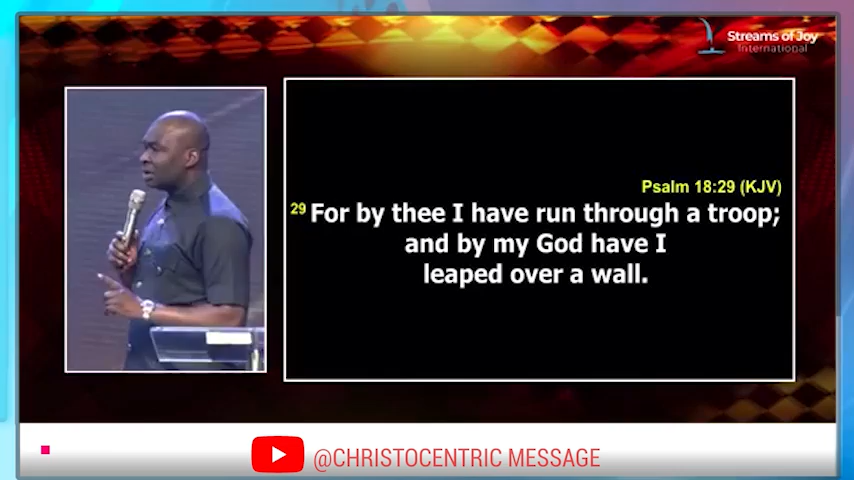 Streams of Joy
International
Psalm 18:29 (KJV)
29 For by thee I have run through a troop;
and by my God have I
leaped over a wall.
@CHRISTOCENTRIC MESSAGE